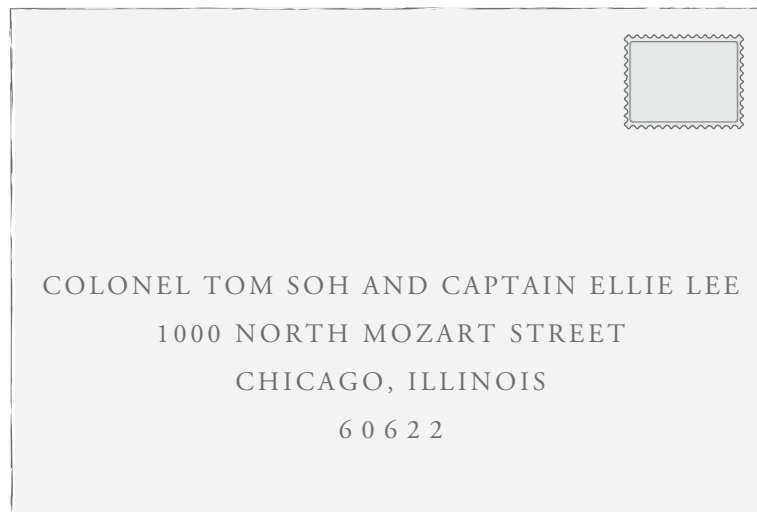 COLONEL TOM SOH AND CAPTAIN ELLIE LEE
1000 NORTH MOZART STREET
CHICAGO, ILLINOIS
60622